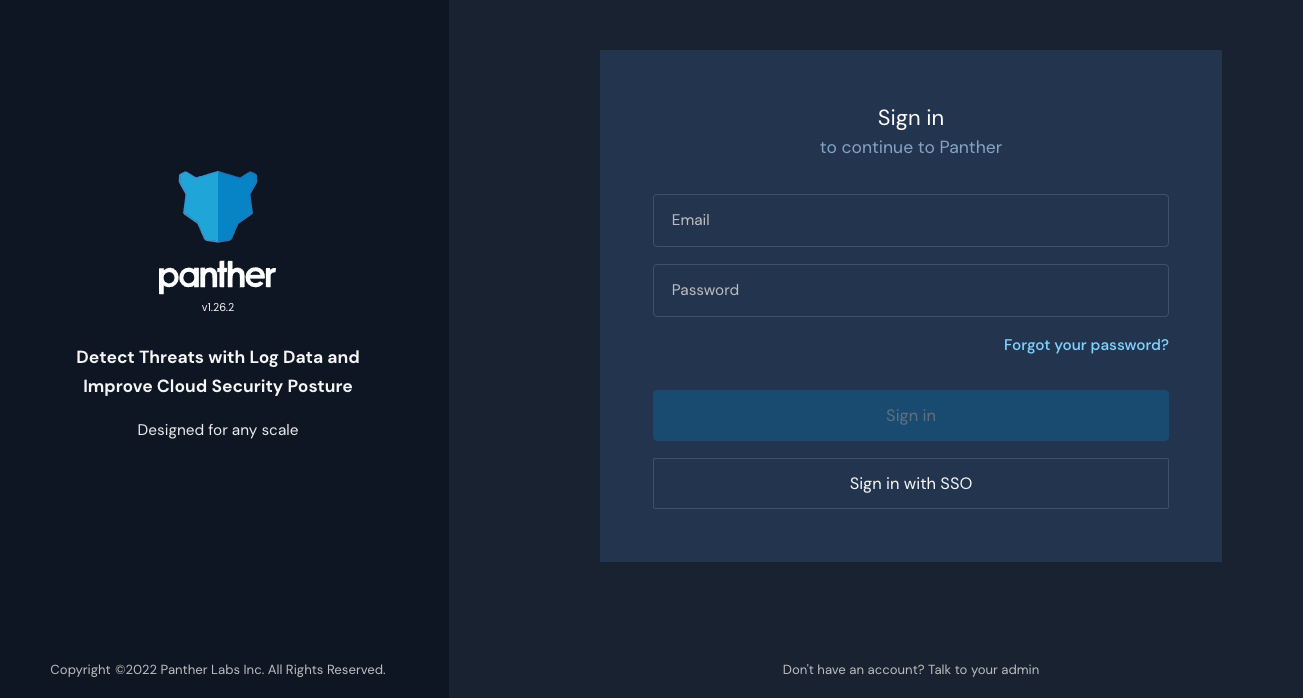 panther
v1.26.2
Detect Threats with Log Data and
Improve Cloud Security Posture
Designed for any scale
Copyright ©2022 Panther Labs Inc. All Rights Reserved.
Sign in
to continue to Panther
Email
Password
Forgot your password?
Sign in
Sign in with SSO
Don't have an account? Talk to your admin